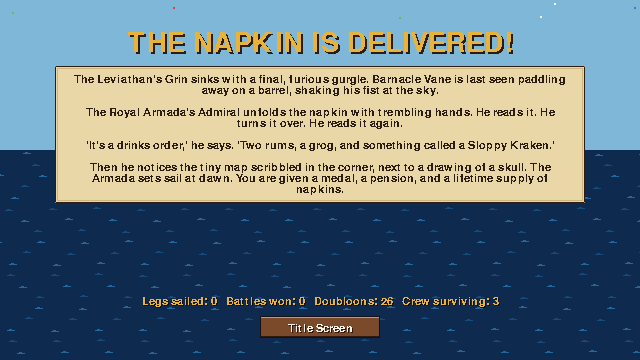 THE NAPKIN IS DELIVERED!
The Leviathan's Grin sinks with a final, furious gurgle. Barnacle Vane is last seen paddling
away on a barrel, shaking his fist at the sky.
The Royal Armada's Admiral unfolds the napkin with trembling hands. He reads it. He
turns it over. He reads it again.
'It's a drinks order,' he says. 'Two rums, a grog, and something called a Sloppy Kraken.'
Then he notices the tiny map scribbled in the corner, next to a drawing of a skull. The
Armada sets sail at dawn. You are given a medal, a pension, and a lifetime supply of
napkins.
Legs sailed: 0 Battles won: 0 Doubloons: 26 Crew surviving: 3
Title Screen